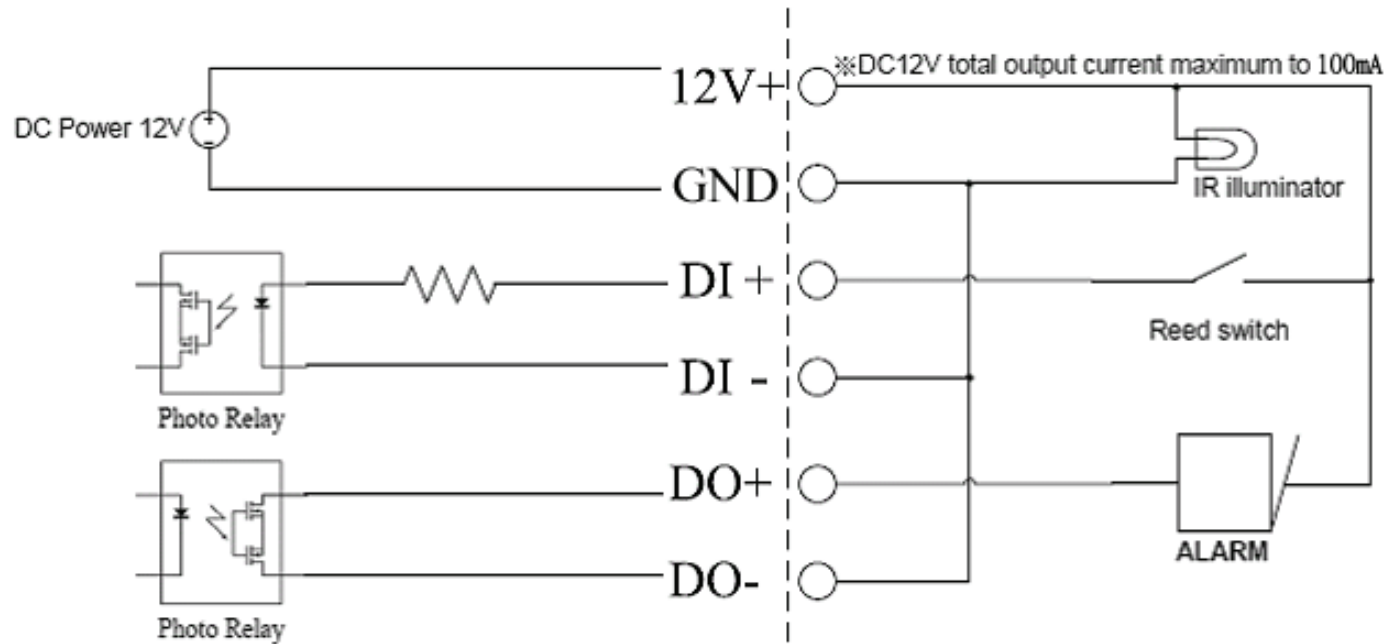 12V+
※DC12V total output current maximum to 100mA
DC Power 12V
GND
IR illuminator
DI +
Reed switch
DI -
Photo Relay
DO+
ALARM
DO-
Photo Relay